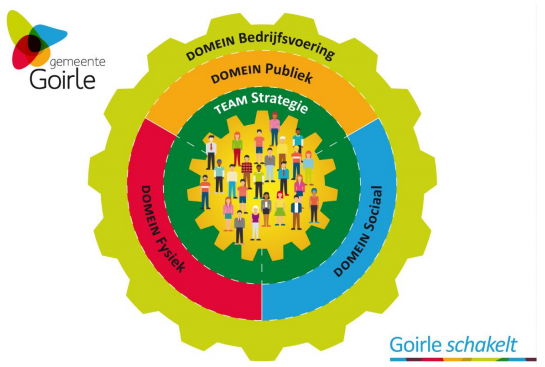 gemeente
Goirle
DOMEIN Bedrijfsvoering
DOMEIN Publiek
TEAM Strategie
DOMEIN Fysiek
DOMEIN Sociaal
Goirle schakelt